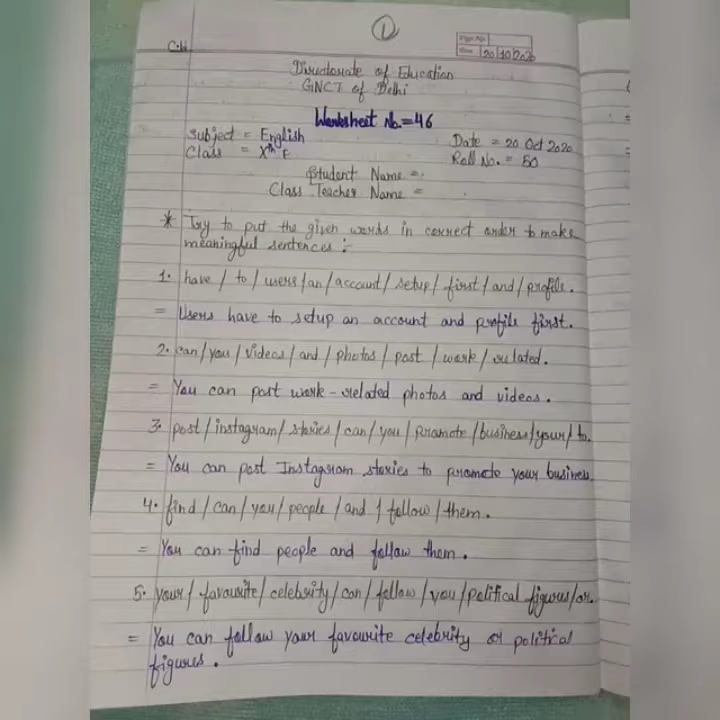 1
C.W
Page No.
Date 20/10/2020
Directorate of Education
GNCT of Delhi
Worksheet No. = 46
Subject = English
Date = 20 Oct 2020
Class = Xth E
Roll No. = 50
Student Name =
Class Teacher Name =
* Try to put the given words in correct order to make
meaningful sentences :-
1. have / to / users / an / account / setup / first / and / profile.
= Users have to setup an account and profile first.
2. can / you / videos / and / photos / post / work / related.
= You can post work-related photos and videos.
3. post / instagram / stories / can / you / promote / business / your / to.
= You can post Instagram stories to promote your business.
4. find / can / you / people / and / follow / them.
= You can find people and follow them.
5. your / favourite / celebrity / can / follow / you / political figures / or.
= You can follow your favourite celebrity or political
figures.